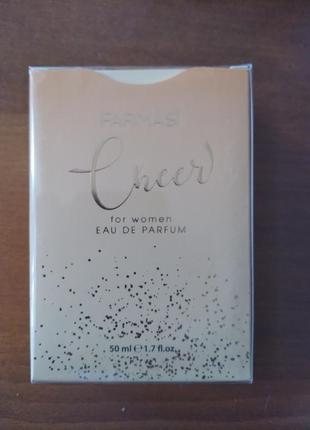 FARMASi
Cheer
for women
EAU DE PARFUM
50 ml e 1.7 fl.oz.